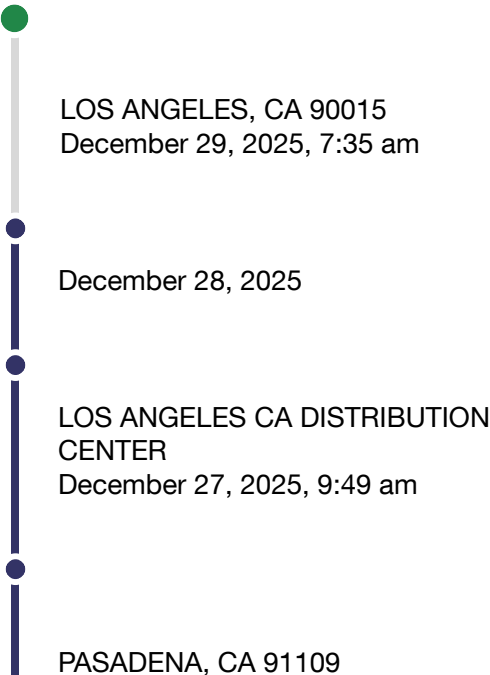 LOS ANGELES, CA 90015
December 29, 2025, 7:35 am
December 28, 2025
LOS ANGELES CA DISTRIBUTION
CENTER
December 27, 2025, 9:49 am
PASADENA, CA 91109